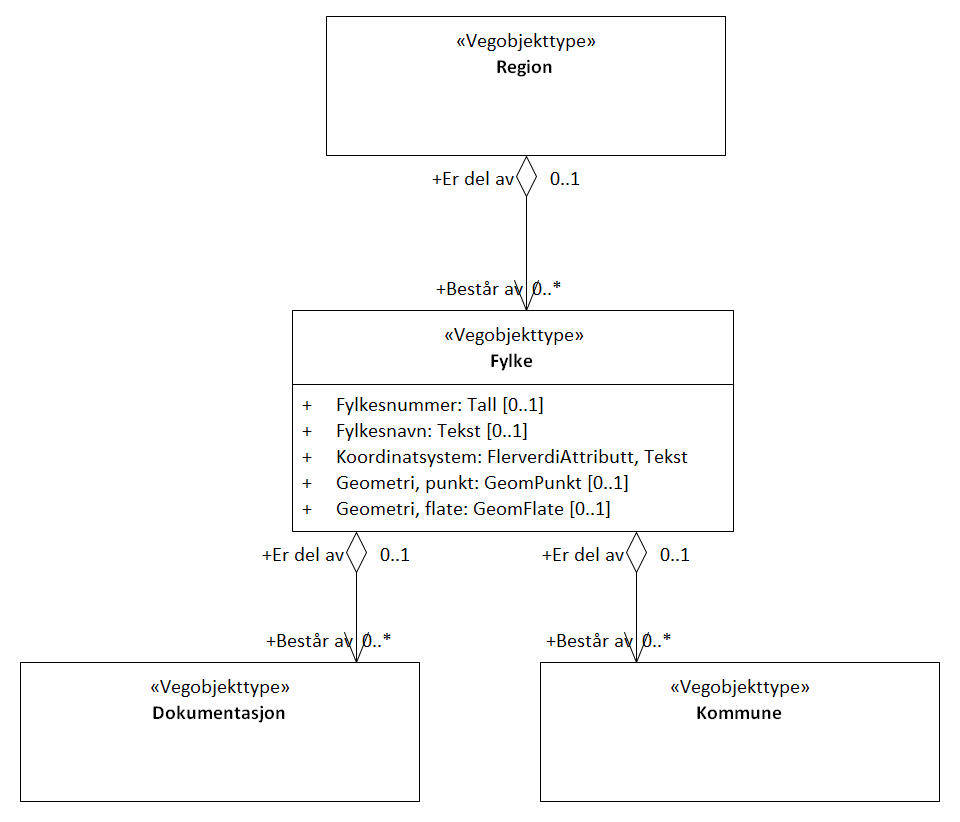 «Vegobjekttype»
Region
+Er del av 0..1
+Består av 0..*
«Vegobjekttype»
Fylke
+ Fylkesnummer: Tall [0..1]
+ Fylkesnavn: Tekst [0..1]
+ Koordinatsystem: FlerverdiAttributt, Tekst
+ Geometri, punkt: GeomPunkt [0..1]
+ Geometri, flate: GeomFlate [0..1]
+Er del av 0..1
+Er del av 0..1
+Består av 0..*
+Består av 0..*
«Vegobjekttype»
Dokumentasjon
«Vegobjekttype»
Kommune